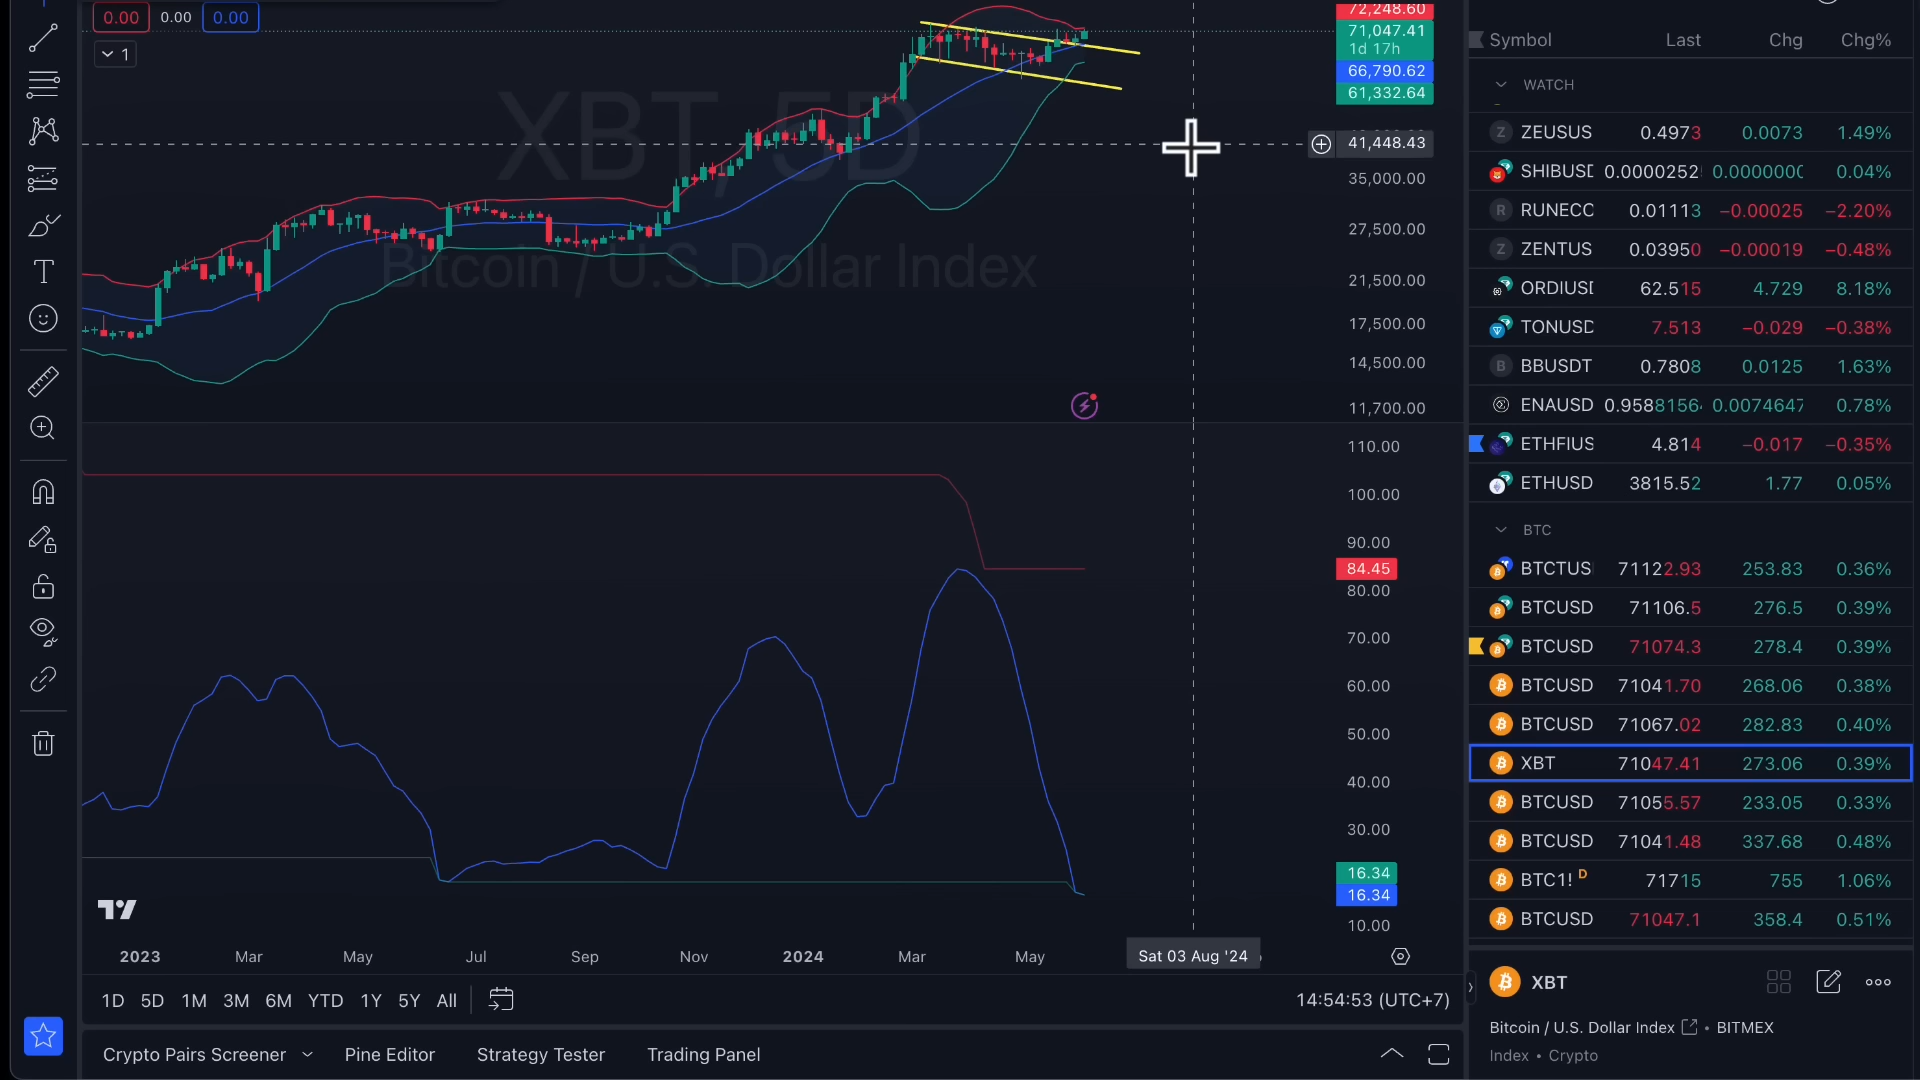 0.00 0.00 0.00
1
XBT, 5D
Bitcoin / U.S. Dollar Index
72,248.60
71,047.41
1d 17h
66,790.62
61,332.64
41,448.43
35,000.00
27,500.00
21,500.00
17,500.00
14,500.00
11,700.00
110.00
100.00
90.00
84.45
80.00
70.00
60.00
50.00
40.00
30.00
16.34
16.34
10.00
2023 Mar May Jul Sep Nov 2024 Mar May Sat 03 Aug '24
1D 5D 1M 3M 6M YTD 1Y 5Y All 14:54:53 (UTC+7)
Crypto Pairs Screener Pine Editor Strategy Tester Trading Panel
Symbol Last Chg Chg%
WATCH
Z ZEUSUS 0.4973 0.0073 1.49%
SHIBUSD 0.0000252 0.0000000 0.04%
R RUNECC 0.01113 −0.00025 −2.20%
Z ZENTUS 0.03950 −0.00019 −0.48%
ORDIUSD 62.515 4.729 8.18%
TONUSD 7.513 −0.029 −0.38%
B BBUSDT 0.7808 0.0125 1.63%
ENAUSD 0.9588156 0.0074647 0.78%
ETHFIUS 4.814 −0.017 −0.35%
ETHUSD 3815.52 1.77 0.05%
BTC
BTCTUS 71122.93 253.83 0.36%
BTCUSD 71106.5 276.5 0.39%
BTCUSD 71074.3 278.4 0.39%
BTCUSD 71041.70 268.06 0.38%
BTCUSD 71067.02 282.83 0.40%
XBT 71047.41 273.06 0.39%
BTCUSD 71055.57 233.05 0.33%
BTCUSD 71041.48 337.68 0.48%
BTC1! D 71715 755 1.06%
BTCUSD 71047.1 358.4 0.51%
XBT
Bitcoin / U.S. Dollar Index • BITMEX
Index • Crypto